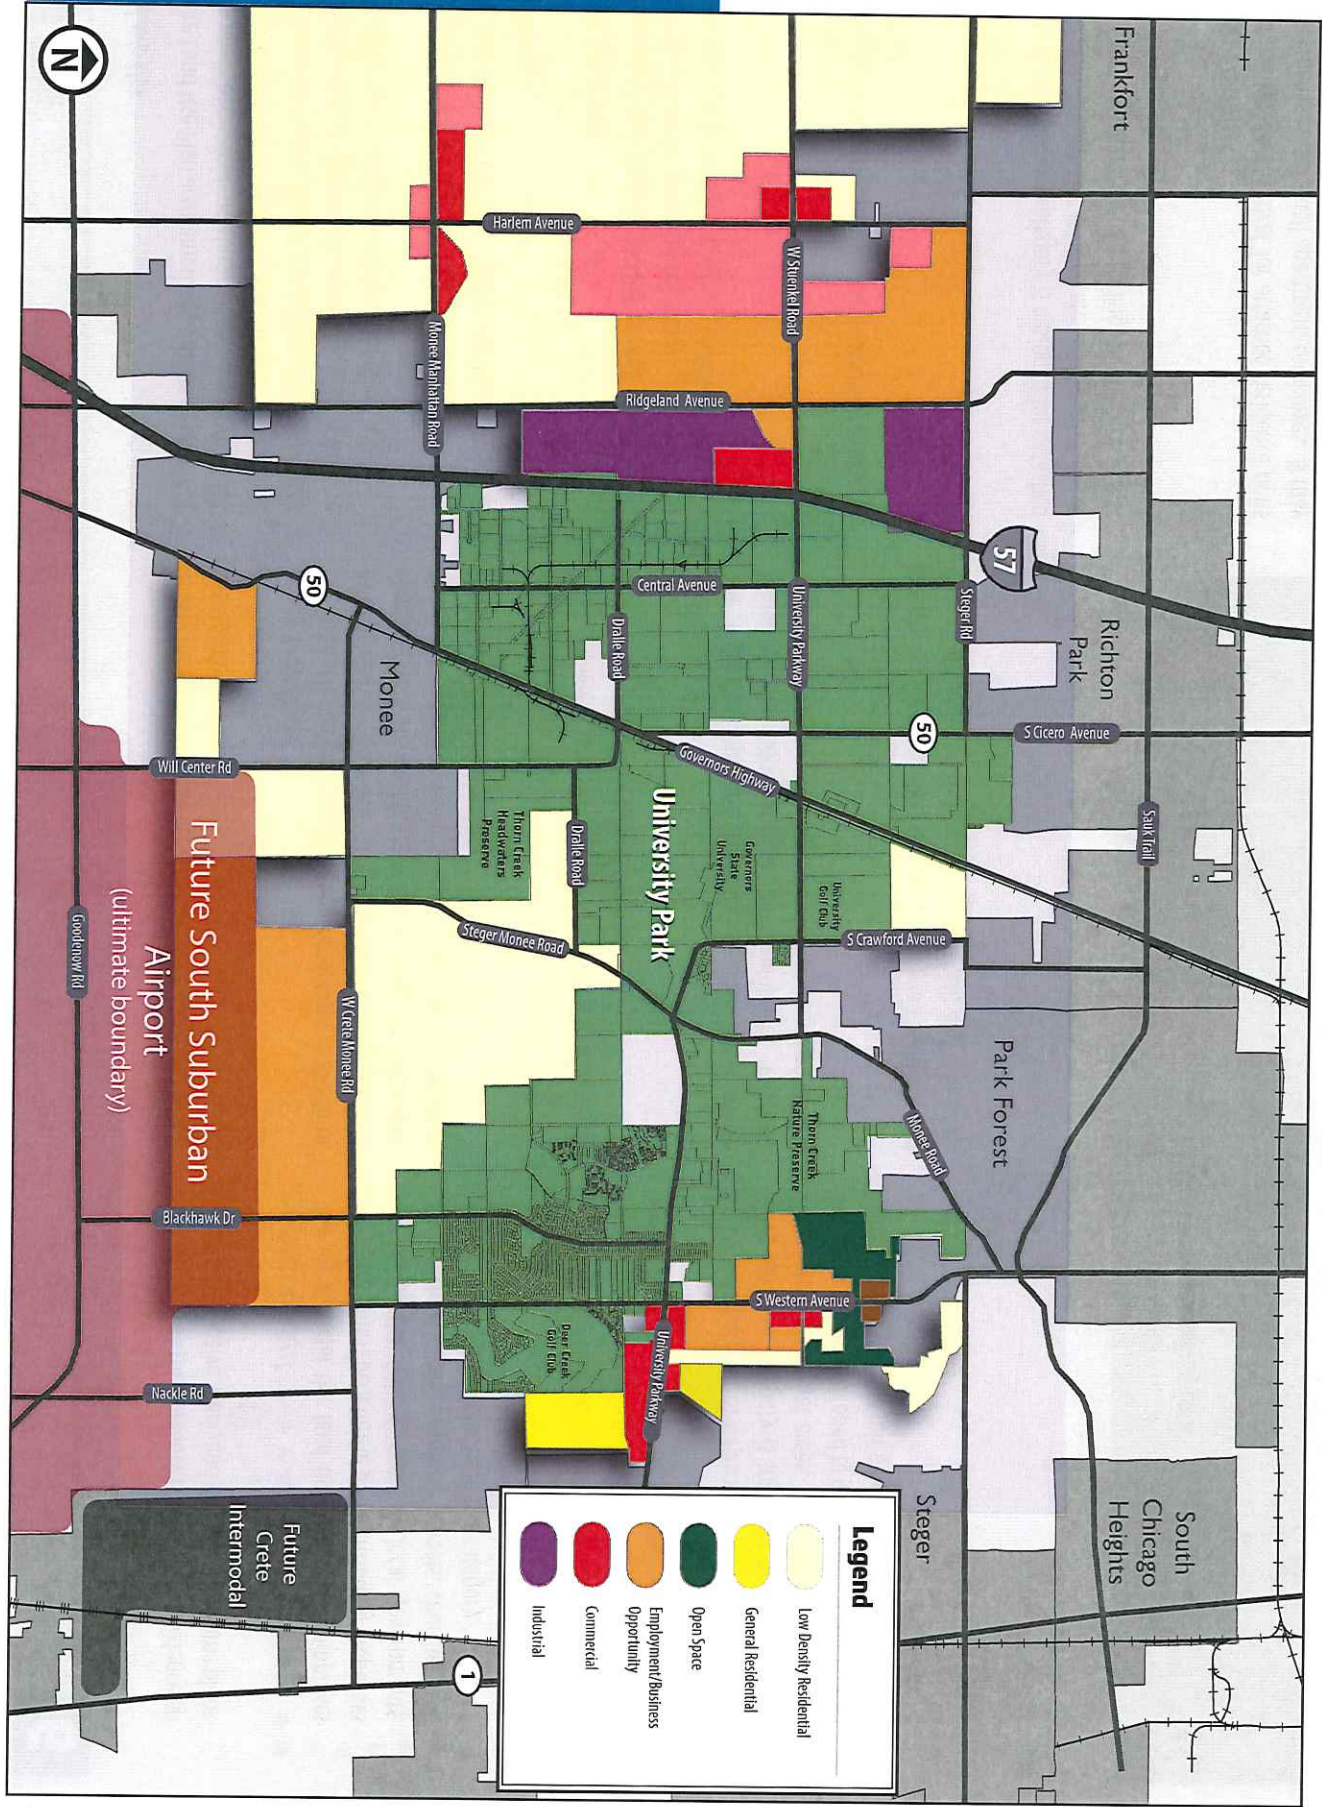 Frankfort
Richton
Park
Park Forest
South
Chicago
Heights
Steger
Sauk Trail
57
S Cicero Avenue
50
Steger Rd
Harlem Avenue
W Stuenkel Road
Ridgeland Avenue
Central Avenue
University Parkway
Dralle Road
Governors Highway
University
Golf Club
S Crawford Avenue
Governors
State
University
University Park
Monee Road
Thorn Creek
Nature Preserve
S Western Avenue
University Parkway
Deer Creek
Golf Club
Monee Manhattan Road
50
Monee
Thorn Creek
Headwaters
Preserve
Dralle Road
Steger Monee Road
Will Center Rd
W Crete Monee Rd
Blackhawk Dr
Nackle Rd
Goodenow Rd
Future South Suburban
Airport
(ultimate boundary)
Future
Crete
Intermodal
1
N
Legend
Low Density Residential
General Residential
Open Space
Employment/Business
Opportunity
Commercial
Industrial